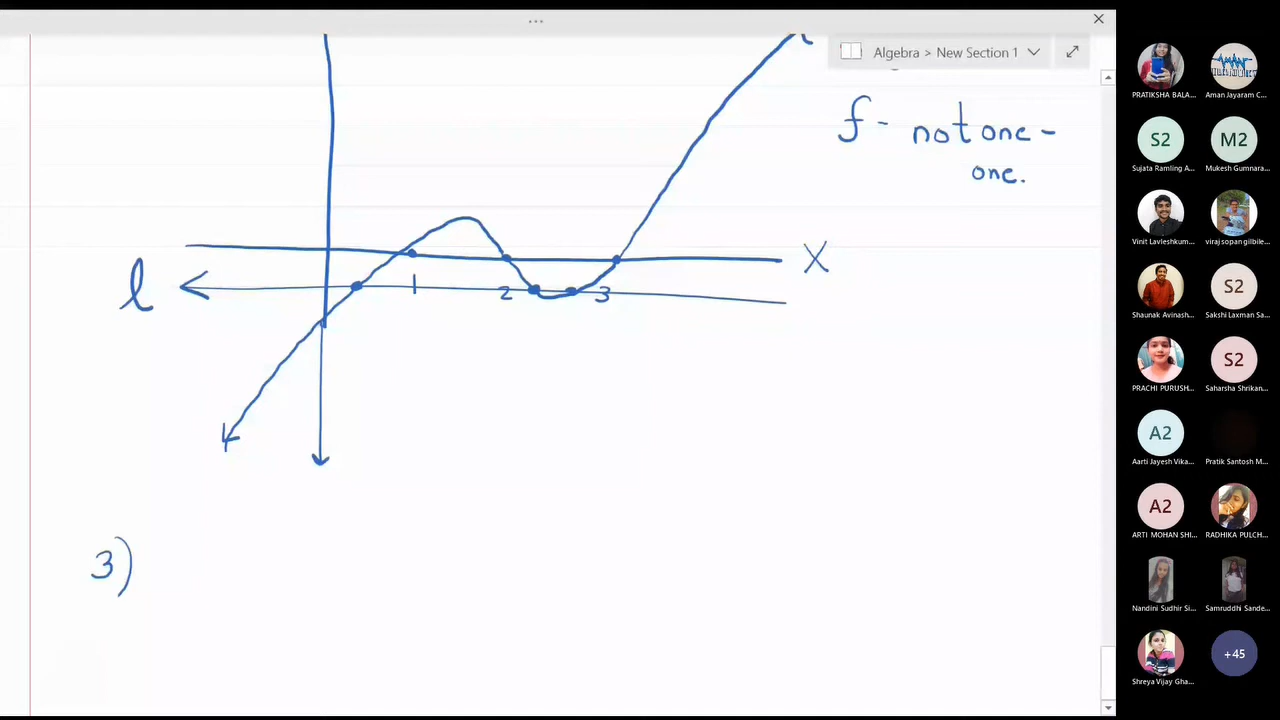 ...
Algebra > New Section 1
f - not one-
one.
X
l
1
2
3
3)
PRATIKSHA BALA...
Aman Jayaram C...
S2
M2
Sujata Ramling A...
Mukesh Gumnara...
Vinit Lavleshkum...
viraj sopan gilbile...
S2
Shaunak Avinash...
Sakshi Laxman Sa...
S2
PRACHI PURUSH...
Saharsha Shrikan...
A2
Aarti Jayesh Vika...
Pratik Santosh M...
A2
ARTI MOHAN SHI...
RADHIKA PULCH...
Nandini Sudhir Si...
Samruddhi Sande...
+45
Shreya Vijay Gha...